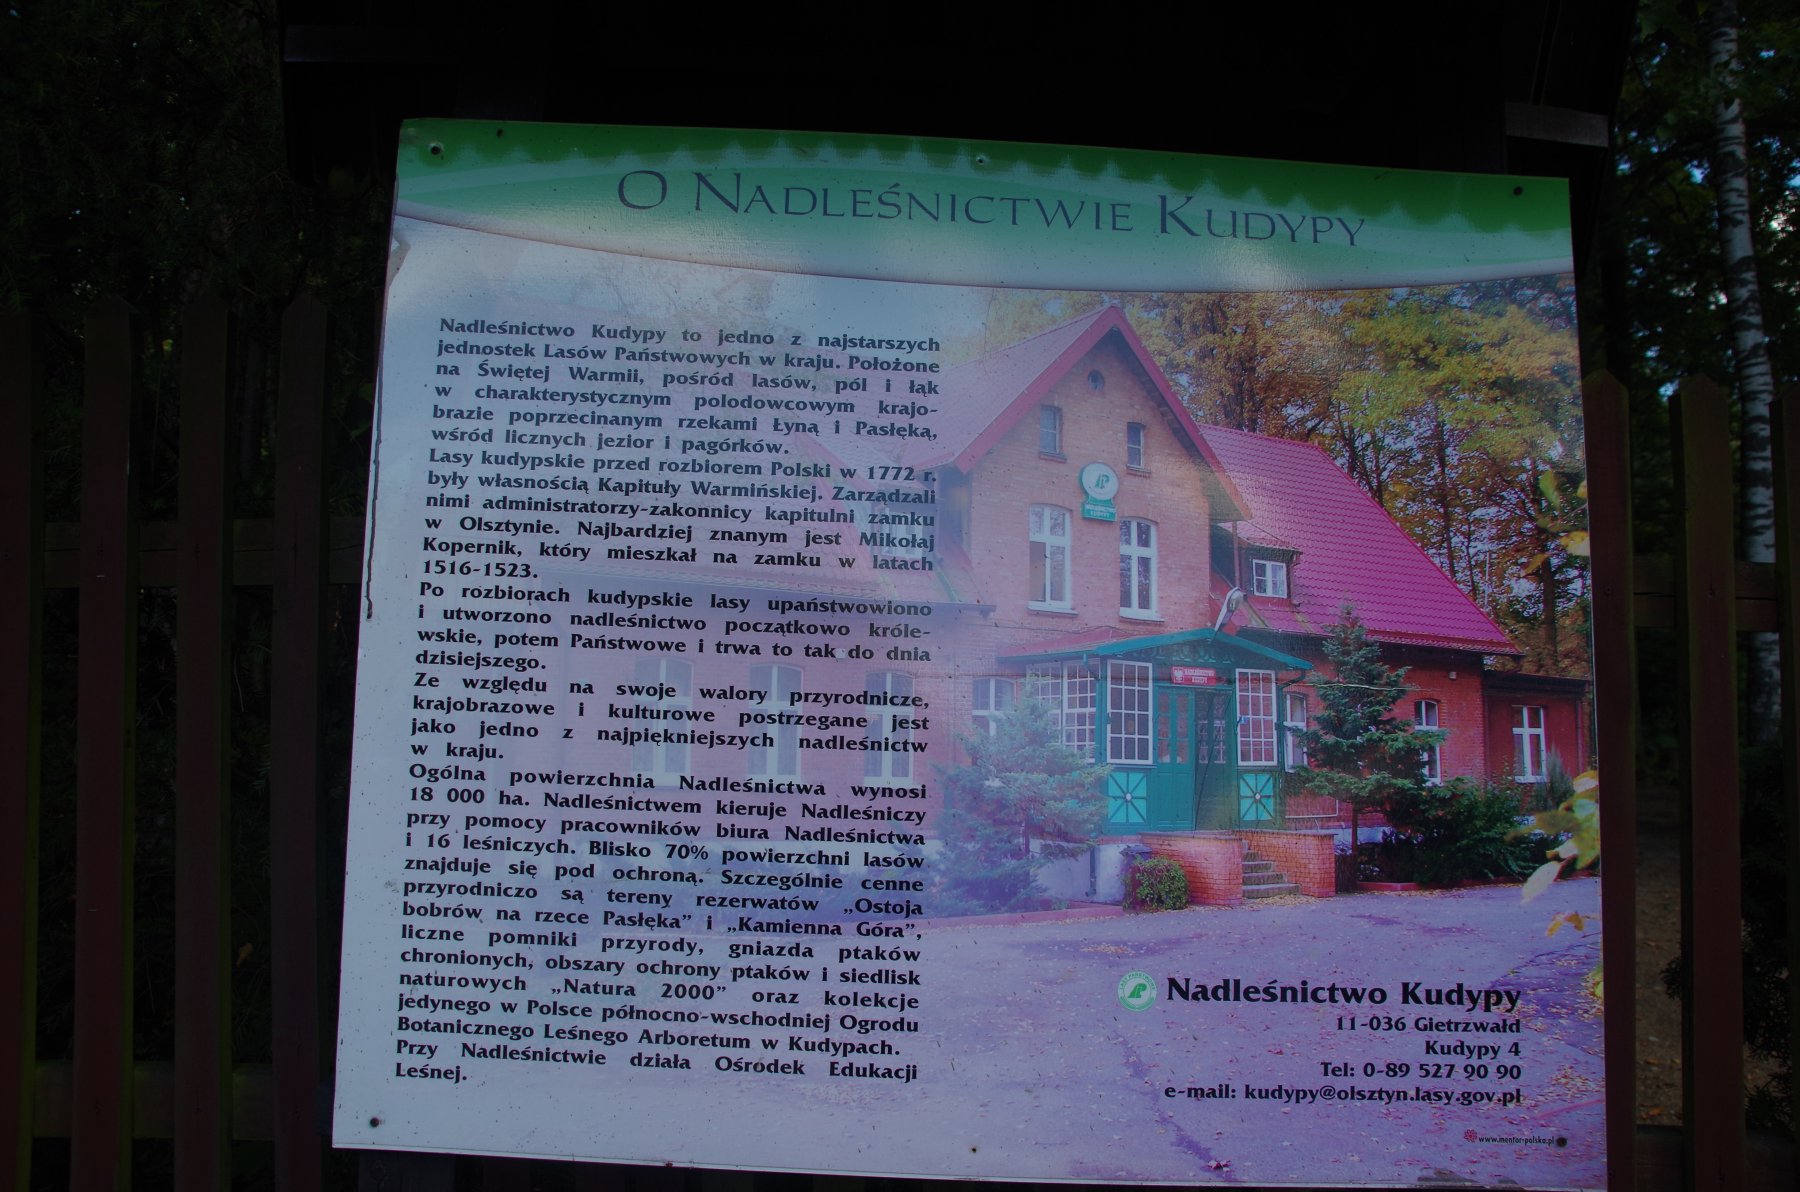 O NADLEŚNICTWIE KUDYPY
Nadleśnictwo Kudypy to jedno z najstarszych
jednostek Lasów Państwowych w kraju. Położone
na Świętej Warmii, pośród lasów, pól i łąk
w charakterystycznym polodowcowym krajo-
brazie poprzecinanym rzekami Łyną i Pasłęką,
wśród licznych jezior i pagórków.
Lasy kudypskie przed rozbiorem Polski w 1772 r.
były własnością Kapituły Warmińskiej. Zarządzali
nimi administratorzy-zakonnicy kapitulni zamku
w Olsztynie. Najbardziej znanym jest Mikołaj
Kopernik, który mieszkał na zamku w latach
1516-1523.
Po rozbiorach kudypskie lasy upaństwowiono
i utworzono nadleśnictwo początkowo króle-
wskie, potem Państwowe i trwa to tak do dnia
dzisiejszego.
Ze względu na swoje walory przyrodnicze,
krajobrazowe i kulturowe postrzegane jest
jako jedno z najpiękniejszych nadleśnictw
w kraju.
Ogólna powierzchnia Nadleśnictwa wynosi
18 000 ha. Nadleśnictwem kieruje Nadleśniczy
przy pomocy pracowników biura Nadleśnictwa
i 16 leśniczych. Blisko 70% powierzchni lasów
znajduje się pod ochroną. Szczególnie cenne
przyrodniczo są tereny rezerwatów „Ostoja
bobrów na rzece Pasłęka” i „Kamienna Góra”,
liczne pomniki przyrody, gniazda ptaków
chronionych, obszary ochrony ptaków i siedlisk
naturowych „Natura 2000” oraz kolekcje
jedynego w Polsce północno-wschodniej Ogrodu
Botanicznego Leśnego Arboretum w Kudypach.
Przy Nadleśnictwie działa Ośrodek Edukacji
Leśnej.
Nadleśnictwo Kudypy
11-036 Gietrzwałd
Kudypy 4
Tel: 0-89 527 90 90
e-mail: kudypy@olsztyn.lasy.gov.pl
www.mentor-polska.pl